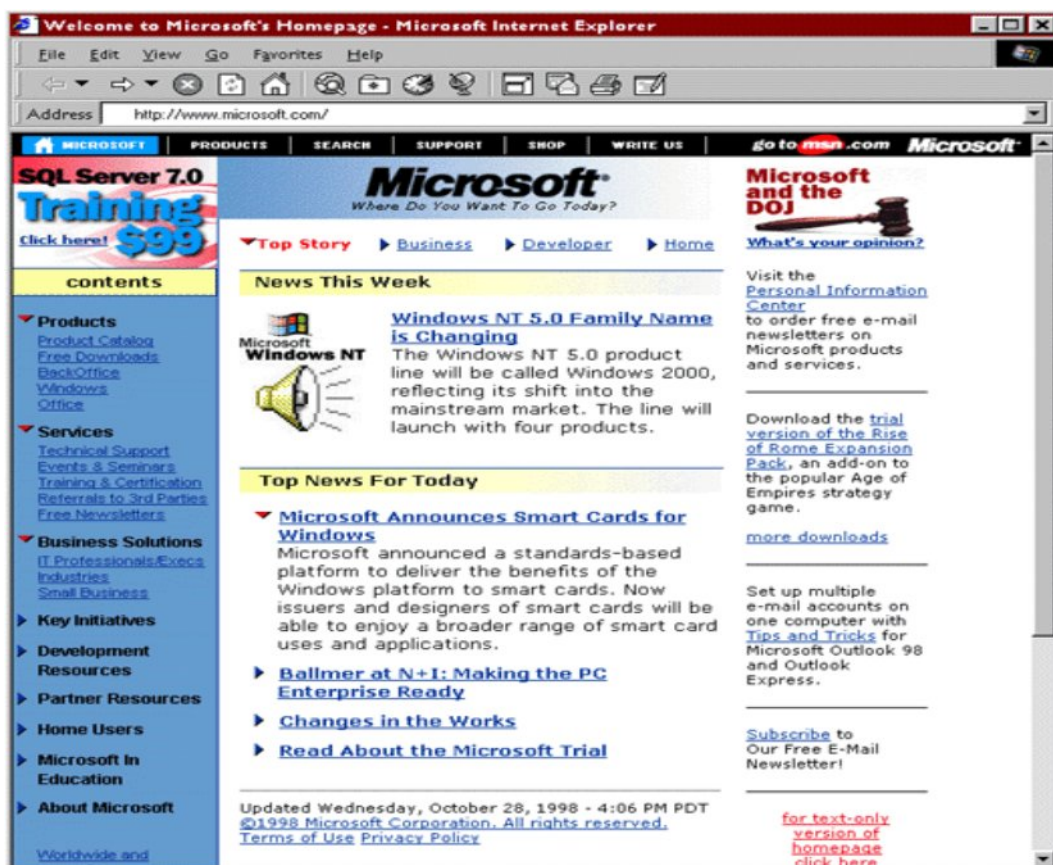 Welcome to Microsoft's Homepage - Microsoft Internet Explorer
File Edit View Go Favorites Help
Address http://www.microsoft.com/
MICROSOFT PRODUCTS SEARCH SUPPORT SHOP WRITE US go to msn.com Microsoft
SQL Server 7.0
Training
Click here! $99
contents
Products
Product Catalog
Free Downloads
BackOffice
Windows
Office
Services
Technical Support
Events & Seminars
Training & Certification
Referrals to 3rd Parties
Free Newsletters
Business Solutions
IT Professionals/Execs
Industries
Small Business
Key Initiatives
Development
Resources
Partner Resources
Home Users
Microsoft In
Education
About Microsoft
Worldwide and
Microsoft
Where Do You Want To Go Today?
Top Story Business Developer Home
News This Week
Microsoft
Windows NT
Windows NT 5.0 Family Name
is Changing
The Windows NT 5.0 product
line will be called Windows 2000,
reflecting its shift into the
mainstream market. The line will
launch with four products.
Top News For Today
Microsoft Announces Smart Cards for
Windows
Microsoft announced a standards-based
platform to deliver the benefits of the
Windows platform to smart cards. Now
issuers and designers of smart cards will be
able to enjoy a broader range of smart card
uses and applications.
Ballmer at N+I: Making the PC
Enterprise Ready
Changes in the Works
Read About the Microsoft Trial
Updated Wednesday, October 28, 1998 - 4:06 PM PDT
©1998 Microsoft Corporation. All rights reserved.
Terms of Use Privacy Policy
Microsoft
and the
DOJ
What's your opinion?
Visit the
Personal Information
Center
to order free e-mail
newsletters on
Microsoft products
and services.
Download the trial
version of the Rise
of Rome Expansion
Pack, an add-on to
the popular Age of
Empires strategy
game.
more downloads
Set up multiple
e-mail accounts on
one computer with
Tips and Tricks for
Microsoft Outlook 98
and Outlook
Express.
Subscribe to
Our Free E-Mail
Newsletter!
for text-only
version of
homepage
click here